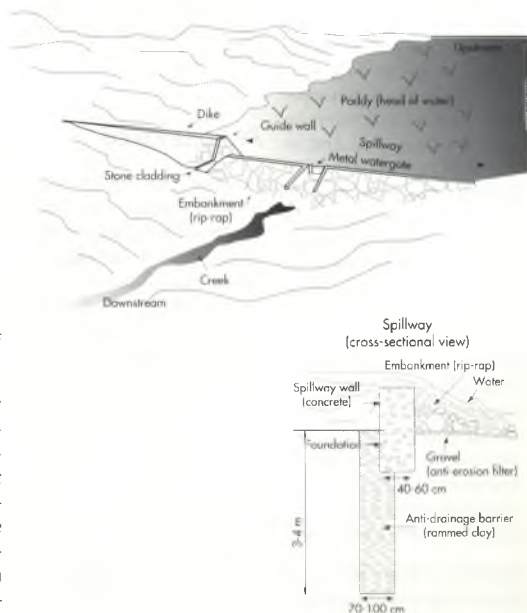 Upstream
Paddy (head of water)
Dike
Guide wall
Spillway
Metal watergate
Stone cladding
Embankment
(rip-rap)
Creek
Downstream
Spillway
(cross-sectional view)
Embankment (rip-rap)
Water
Spillway wall
(concrete)
Foundation
Gravel
(anti erosion filter)
40-60 cm
3-4 m
Anti-drainage barrier
(rammed clay)
70-100 cm